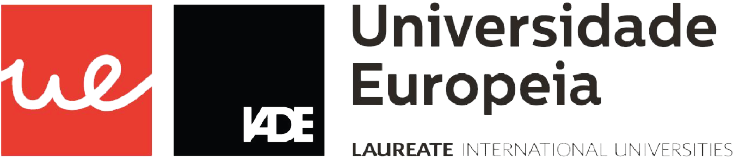 ue
IADE
Universidade
Europeia
LAUREATE INTERNATIONAL UNIVERSITIES